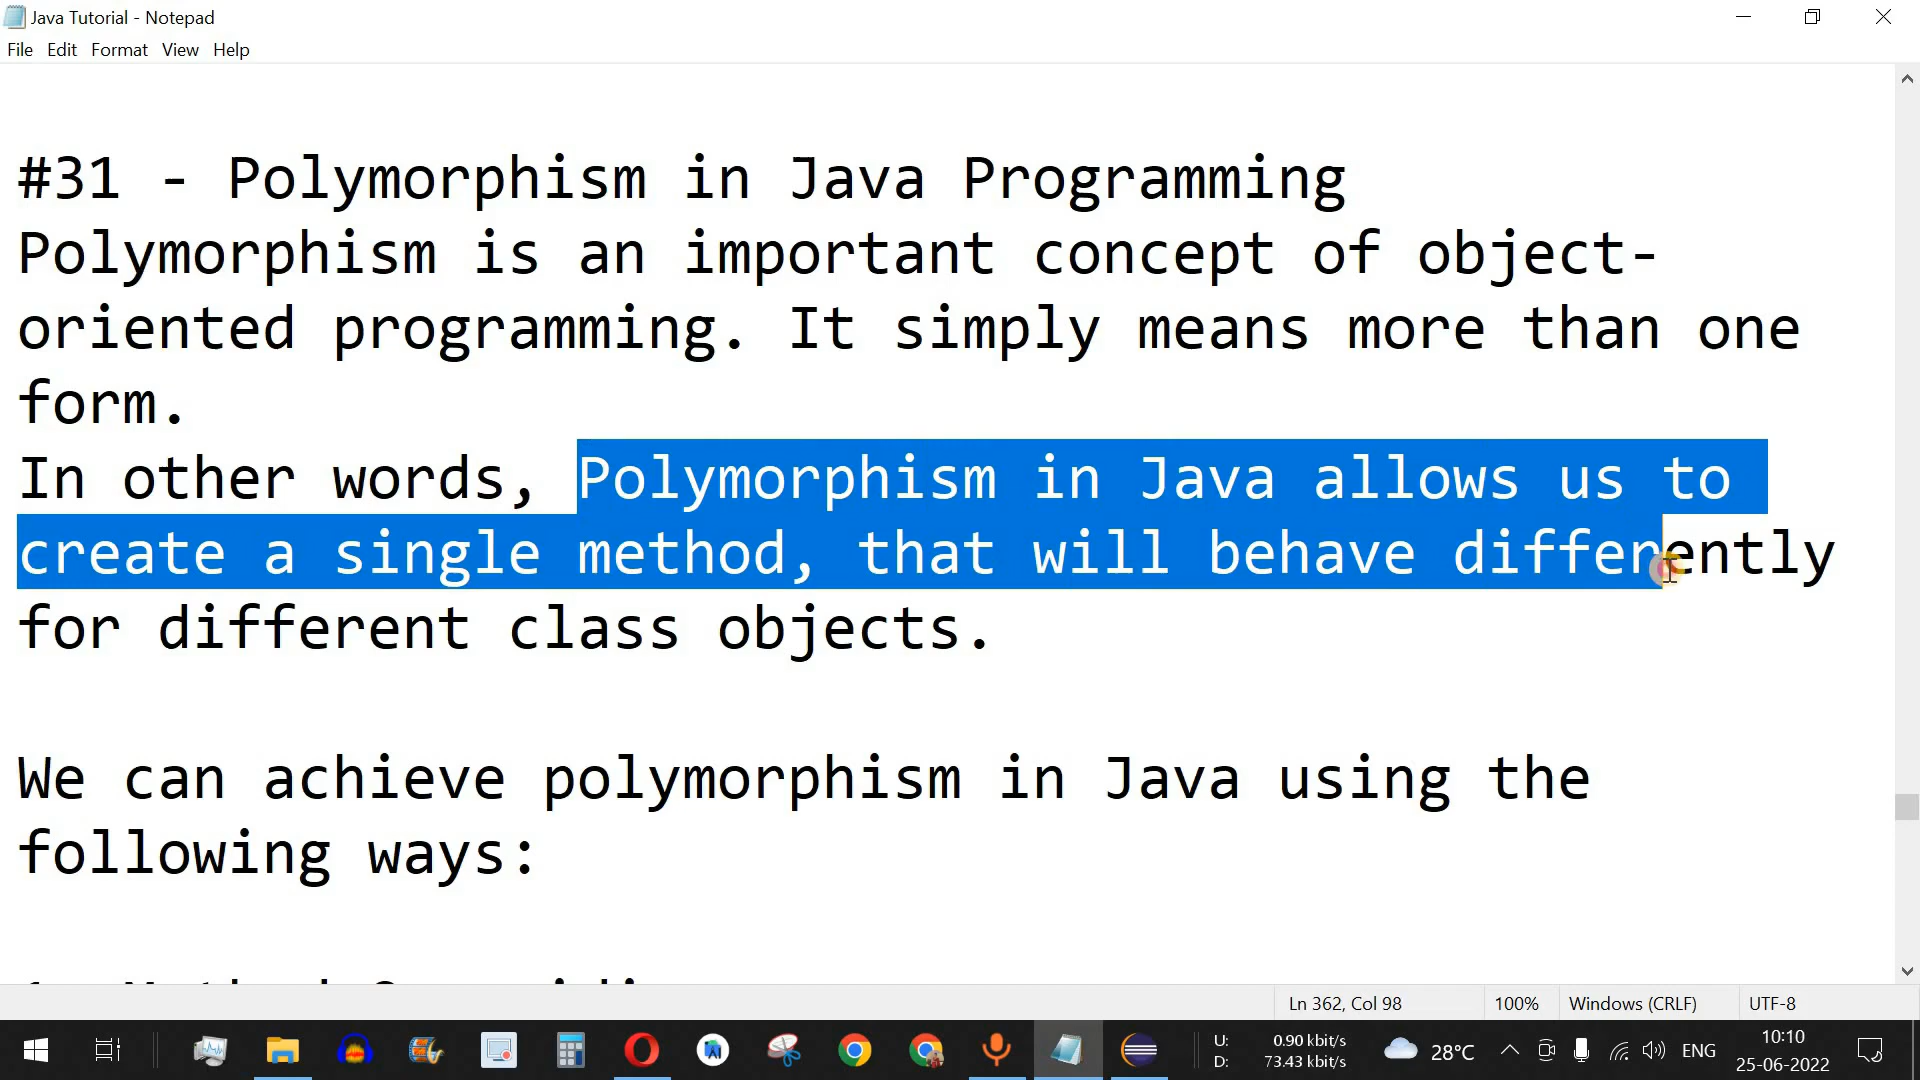 Java Tutorial - Notepad
File Edit Format View Help
#31 - Polymorphism in Java Programming
Polymorphism is an important concept of object-
oriented programming. It simply means more than one
form.
In other words, Polymorphism in Java allows us to
create a single method, that will behave differently
for different class objects.
We can achieve polymorphism in Java using the
following ways:
Ln 362, Col 98 100% Windows (CRLF) UTF-8
U: 0.90 kbit/s
D: 73.43 kbit/s
28°C
ENG
10:10
25-06-2022